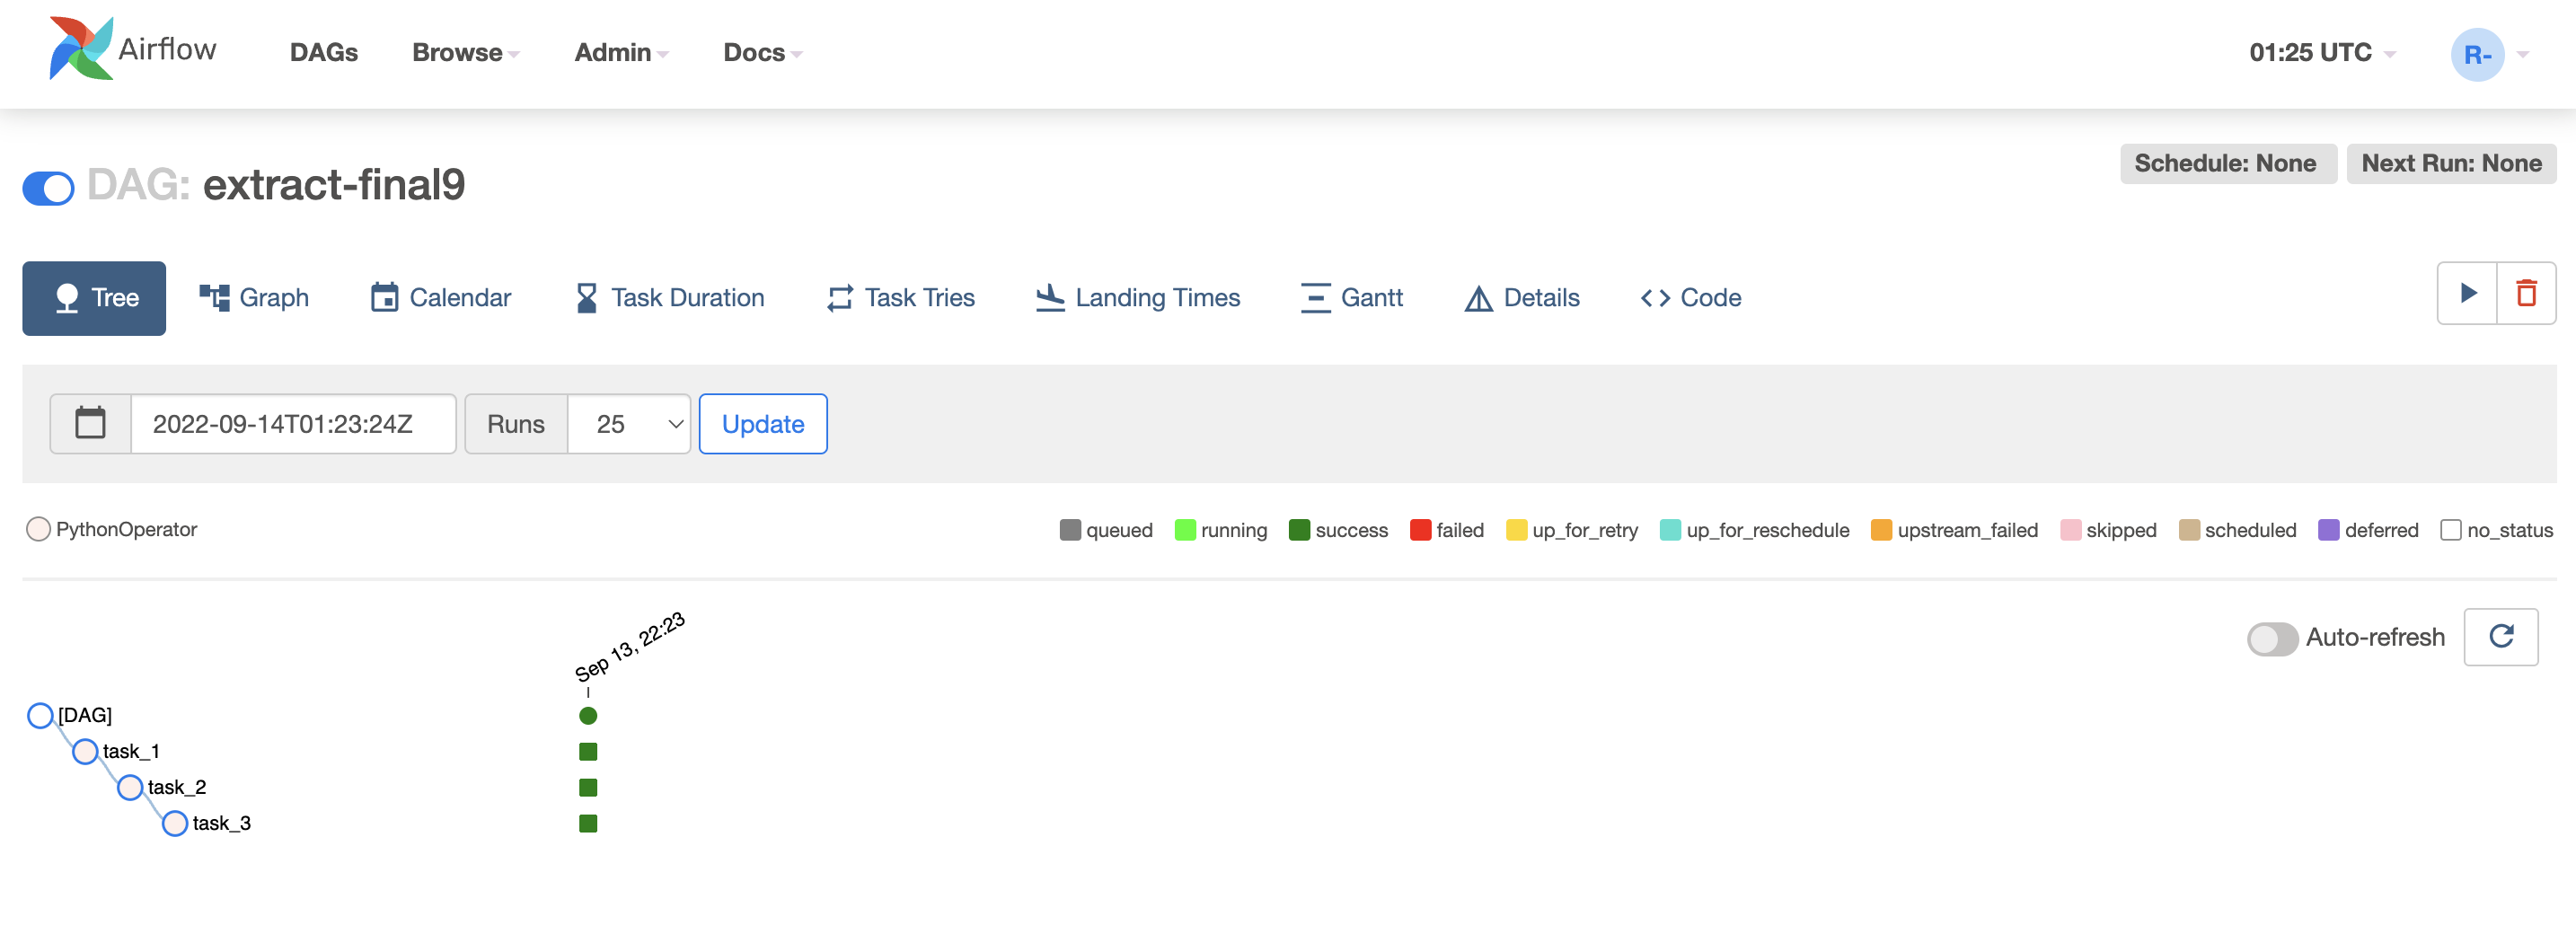 Airflow DAGs Browse Admin Docs 01:25 UTC R-
Schedule: None Next Run: None
DAG: extract-final9
Tree Graph Calendar Task Duration Task Tries Landing Times Gantt Details Code
2022-09-14T01:23:24Z Runs 25 Update
PythonOperator queued running success failed up_for_retry up_for_reschedule upstream_failed skipped scheduled deferred no_status
Sep 13, 22:23
Auto-refresh
[DAG]
task_1
task_2
task_3